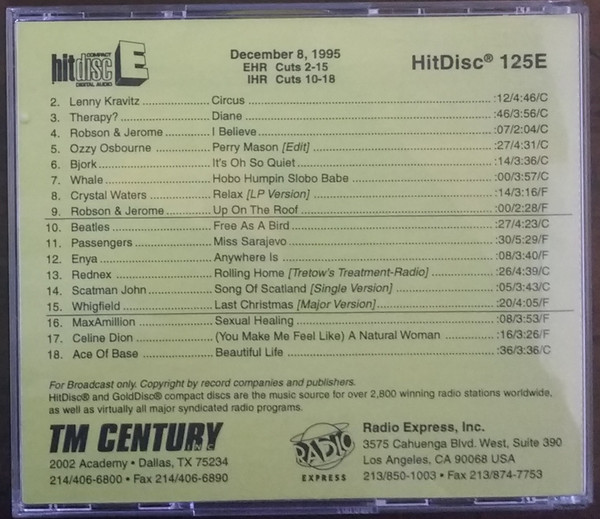 COMPACT
hitdisc E
DIGITAL AUDIO
December 8, 1995
EHR Cuts 2-15
IHR Cuts 10-18
HitDisc® 125E
2. Lenny Kravitz ........ Circus ........ :12/4:46/C
3. Therapy? ........ Diane ........ :46/3:56/C
4. Robson & Jerome ........ I Believe ........ :07/2:04/C
5. Ozzy Osbourne ........ Perry Mason [Edit] ........ :27/4:31/C
6. Bjork ........ It's Oh So Quiet ........ :14/3:36/C
7. Whale ........ Hobo Humpin Slobo Babe ........ :00/3:57/C
8. Crystal Waters ........ Relax [LP Version] ........ :14/3:16/F
9. Robson & Jerome ........ Up On The Roof ........ :00/2:28/F
10. Beatles ........ Free As A Bird ........ :27/4:23/C
11. Passengers ........ Miss Sarajevo ........ :30/5:29/F
12. Enya ........ Anywhere Is ........ :08/3:40/F
13. Rednex ........ Rolling Home [Tretow's Treatment-Radio] ........ :26/4:39/C
14. Scatman John ........ Song Of Scatland [Single Version] ........ :05/3:43/C
15. Whigfield ........ Last Christmas [Major Version] ........ :20/4:05/F
16. MaxAmillion ........ Sexual Healing ........ :08/3:53/F
17. Celine Dion ........ (You Make Me Feel Like) A Natural Woman ........ :16/3:26/F
18. Ace Of Base ........ Beautiful Life ........ :36/3:36/C
For Broadcast only. Copyright by record companies and publishers.
HitDisc® and GoldDisc® compact discs are the music source for over 2,800 winning radio stations worldwide,
as well as virtually all major syndicated radio programs.
TM CENTURY
INC
2002 Academy • Dallas, TX 75234
214/406-6800 • Fax 214/406-6890
RADIO
EXPRESS
Radio Express, Inc.
3575 Cahuenga Blvd. West, Suite 390
Los Angeles, CA 90068 USA
213/850-1003 • Fax 213/874-7753